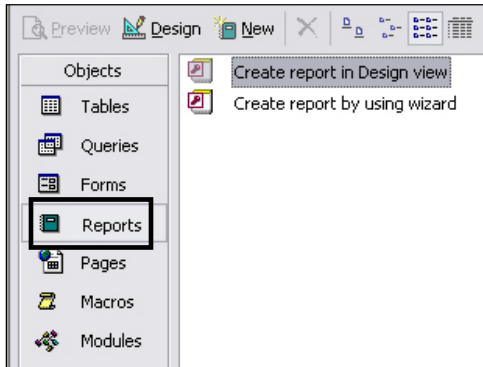 Preview Design New
Objects
Tables
Queries
Forms
Reports
Pages
Macros
Modules
Create report in Design view
Create report by using wizard